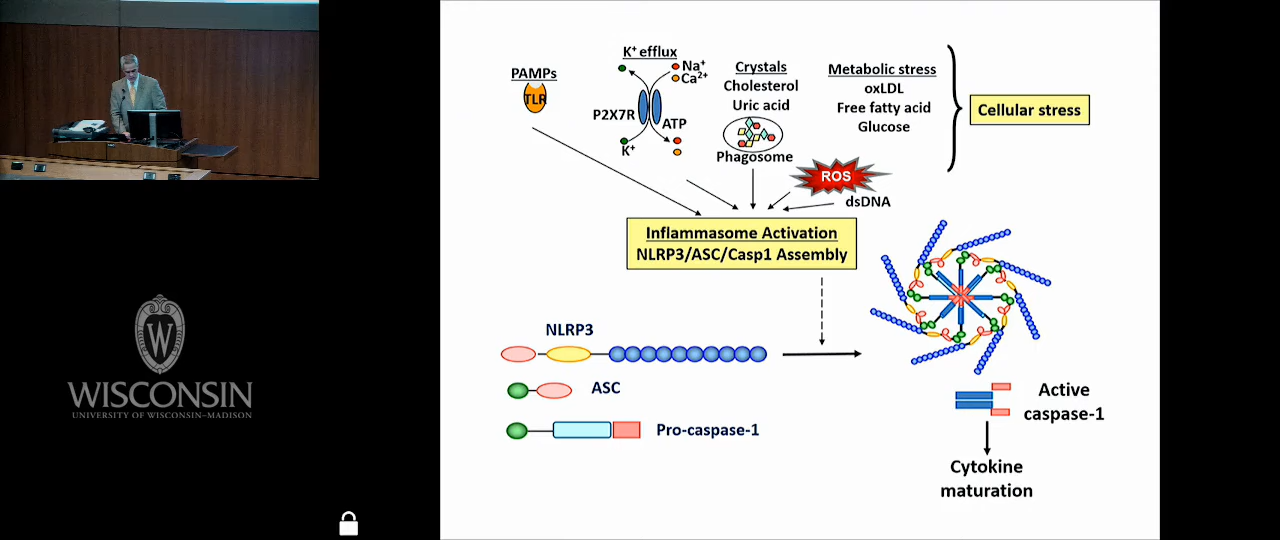 PAMPs
TLR
K+ efflux
Na+
Ca2+
P2X7R
ATP
K+
Crystals
Cholesterol
Uric acid
Phagosome
Metabolic stress
oxLDL
Free fatty acid
Glucose
Cellular stress
ROS
dsDNA
Inflammasome Activation
NLRP3/ASC/Casp1 Assembly
NLRP3
ASC
Pro-caspase-1
Active
caspase-1
Cytokine
maturation
W
WISCONSIN
UNIVERSITY OF WISCONSIN–MADISON